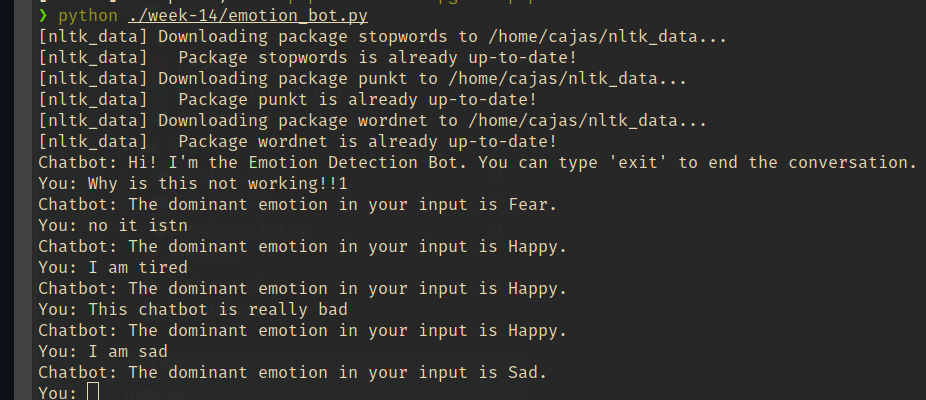 ❯ python ./week-14/emotion_bot.py
[nltk_data] Downloading package stopwords to /home/cajas/nltk_data...
[nltk_data]   Package stopwords is already up-to-date!
[nltk_data] Downloading package punkt to /home/cajas/nltk_data...
[nltk_data]   Package punkt is already up-to-date!
[nltk_data] Downloading package wordnet to /home/cajas/nltk_data...
[nltk_data]   Package wordnet is already up-to-date!
Chatbot: Hi! I'm the Emotion Detection Bot. You can type 'exit' to end the conversation.
You: Why is this not working!!1
Chatbot: The dominant emotion in your input is Fear.
You: no it istn
Chatbot: The dominant emotion in your input is Happy.
You: I am tired
Chatbot: The dominant emotion in your input is Happy.
You: This chatbot is really bad
Chatbot: The dominant emotion in your input is Happy.
You: I am sad
Chatbot: The dominant emotion in your input is Sad.
You: